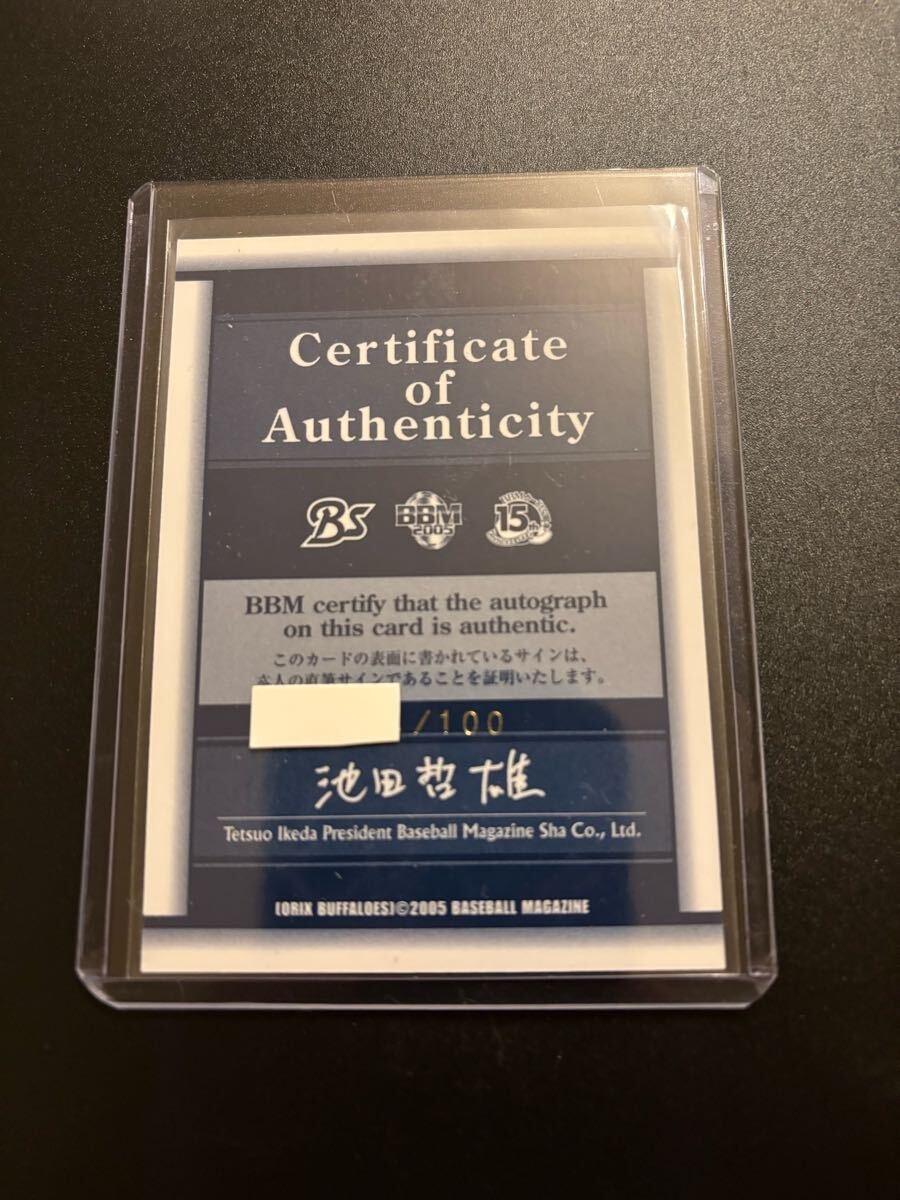 Certificate
of
Authenticity
Bs
BBM
2005
15th
BBM certify that the autograph
on this card is authentic.
このカードの表面に書かれているサインは、
本人の直筆サインであることを証明いたします。
/100
池田哲雄
Tetsuo Ikeda President Baseball Magazine Sha Co., Ltd.
(ORIX BUFFALOES)©2005 BASEBALL MAGAZINE